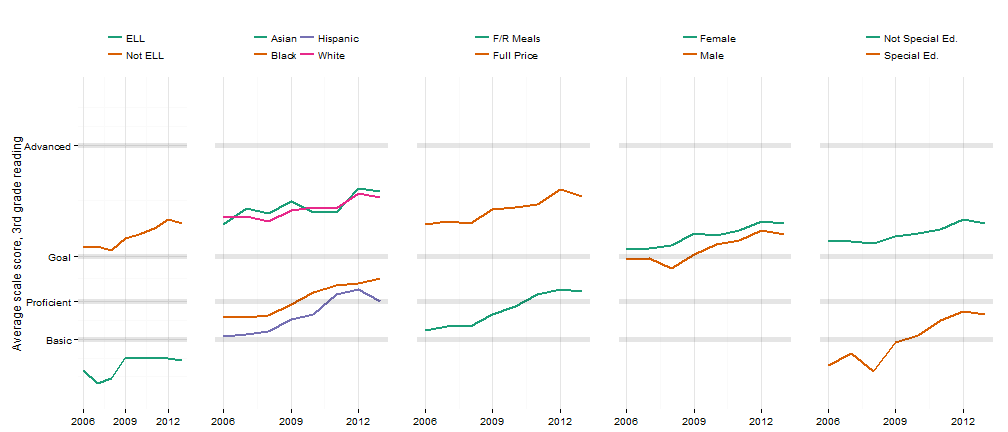 ELL
Not ELL
Asian Hispanic
Black White
F/R Meals
Full Price
Female
Male
Not Special Ed.
Special Ed.
Average scale score, 3rd grade reading
Advanced
Goal
Proficient
Basic
2006 2009 2012
2006 2009 2012
2006 2009 2012
2006 2009 2012
2006 2009 2012